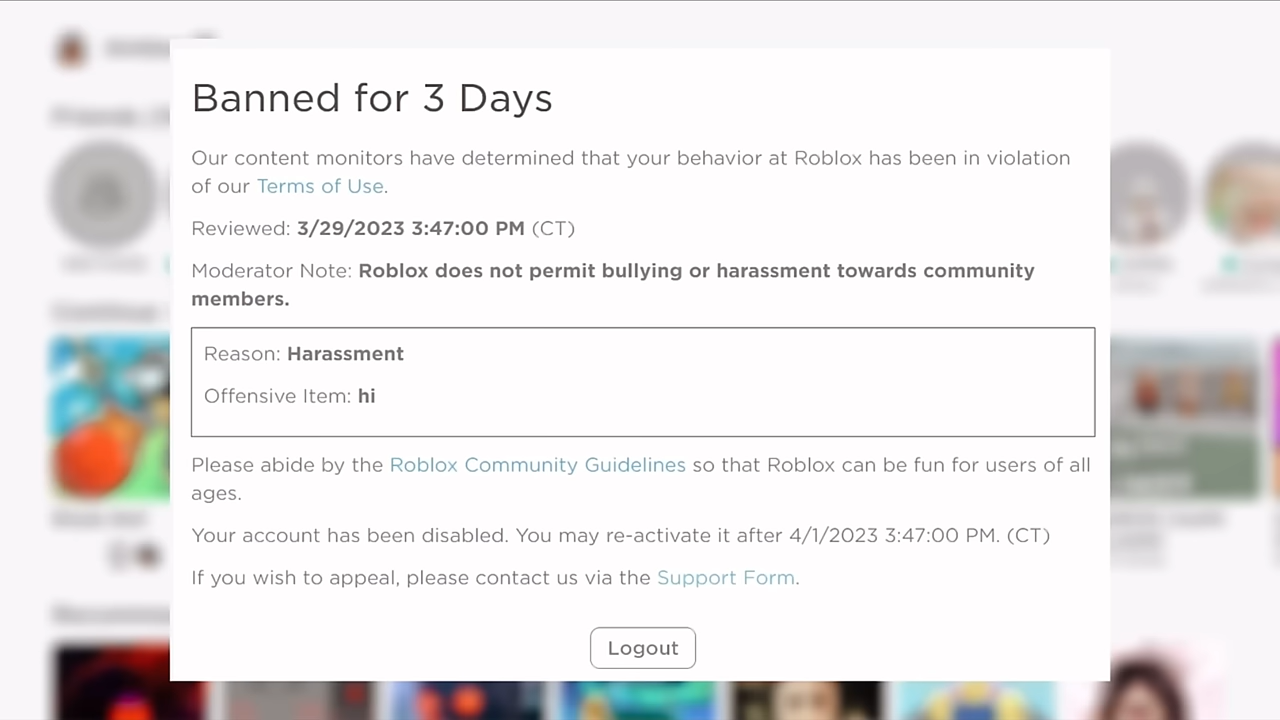 Banned for 3 Days
Our content monitors have determined that your behavior at Roblox has been in violation
of our Terms of Use.
Reviewed: 3/29/2023 3:47:00 PM (CT)
Moderator Note: Roblox does not permit bullying or harassment towards community
members.
Reason: Harassment
Offensive Item: hi
Please abide by the Roblox Community Guidelines so that Roblox can be fun for users of all
ages.
Your account has been disabled. You may re-activate it after 4/1/2023 3:47:00 PM. (CT)
If you wish to appeal, please contact us via the Support Form.
Logout